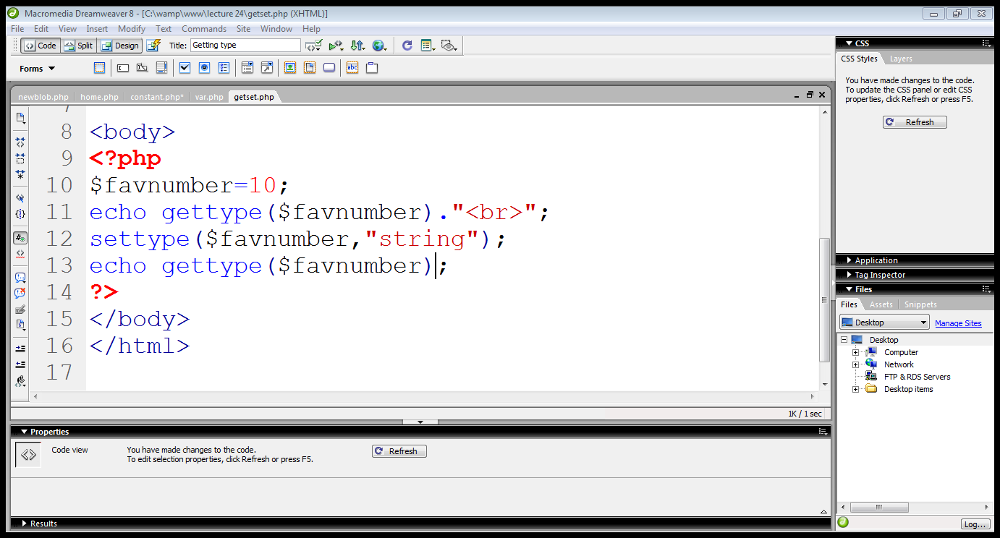 Macromedia Dreamweaver 8 - [C:\wamp\www\lecture 24\getset.php (XHTML)]
File Edit View Insert Modify Text Commands Site Window Help
Code Split Design Title: Getting type
Forms
abc
newblob.php home.php constant.php* var.php getset.php
7
8 <body>
9 <?php
10 $favnumber=10;
11 echo gettype($favnumber)."<br>";
12 settype($favnumber,"string");
13 echo gettype($favnumber);
14 ?>
15 </body>
16 </html>
17
1K / 1 sec
Properties
Code view
You have made changes to the code.
To edit selection properties, click Refresh or press F5.
Refresh
Results
CSS
CSS Styles Layers
You have made changes to the code.
To update the CSS panel or edit CSS
properties, click Refresh or press F5.
Refresh
Application
Tag Inspector
Files
Files Assets Snippets
Desktop Manage Sites
Desktop
Computer
Network
FTP & RDS Servers
Desktop items
Log...